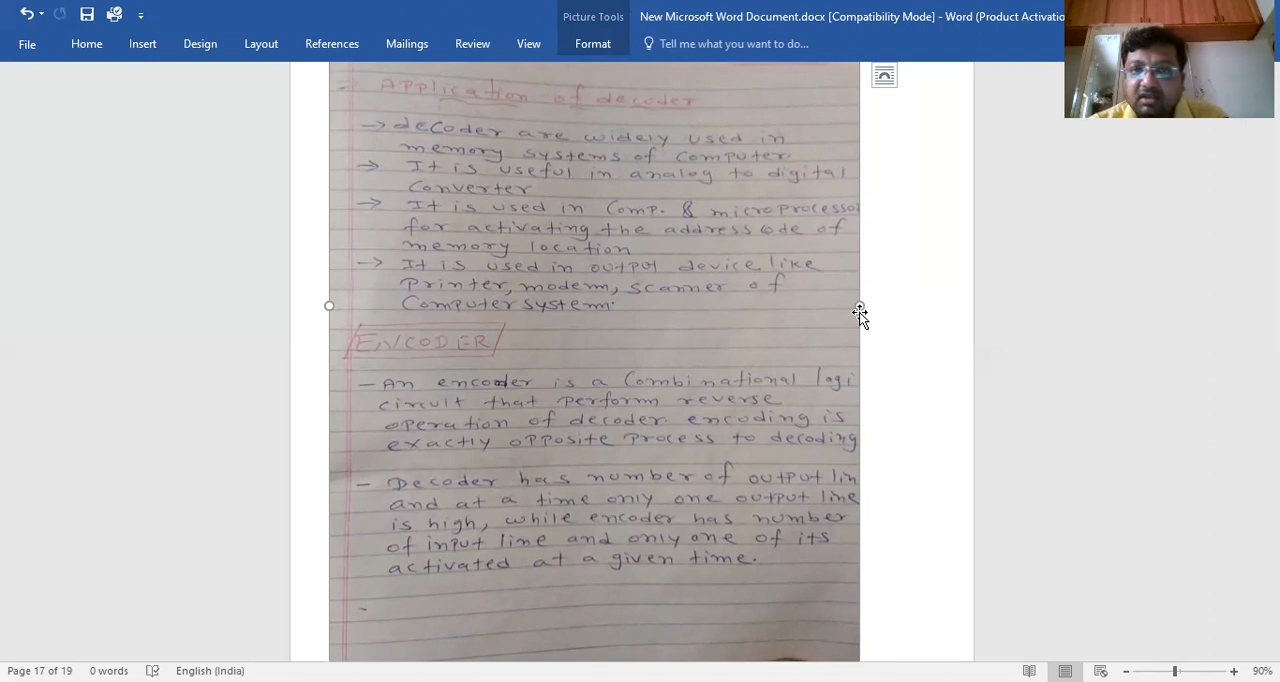 New Microsoft Word Document.docx [Compatibility Mode] - Word (Product Activatio
Picture Tools
File Home Insert Design Layout References Mailings Review View Format Tell me what you want to do...
Application of decoder
→ decoder are widely used in
memory systems of computer.
→ It is useful in analog to digital
Converter
→ It is used in Comp. & microprocessor
for activating the address code of
memory location
→ It is used in output device like
Printer, modem, scanner of
Computer system.
ENCODER
- An encoder is a Combinational logi
circuit that perform reverse
operation of decoder. encoding is
exactly opposite process to decoding
- Decoder has number of output lin
and at a time only one output line
is high, while encoder has number
of input line and only one of its
activated at a given time.
-
Page 17 of 19 0 words English (India) 90%